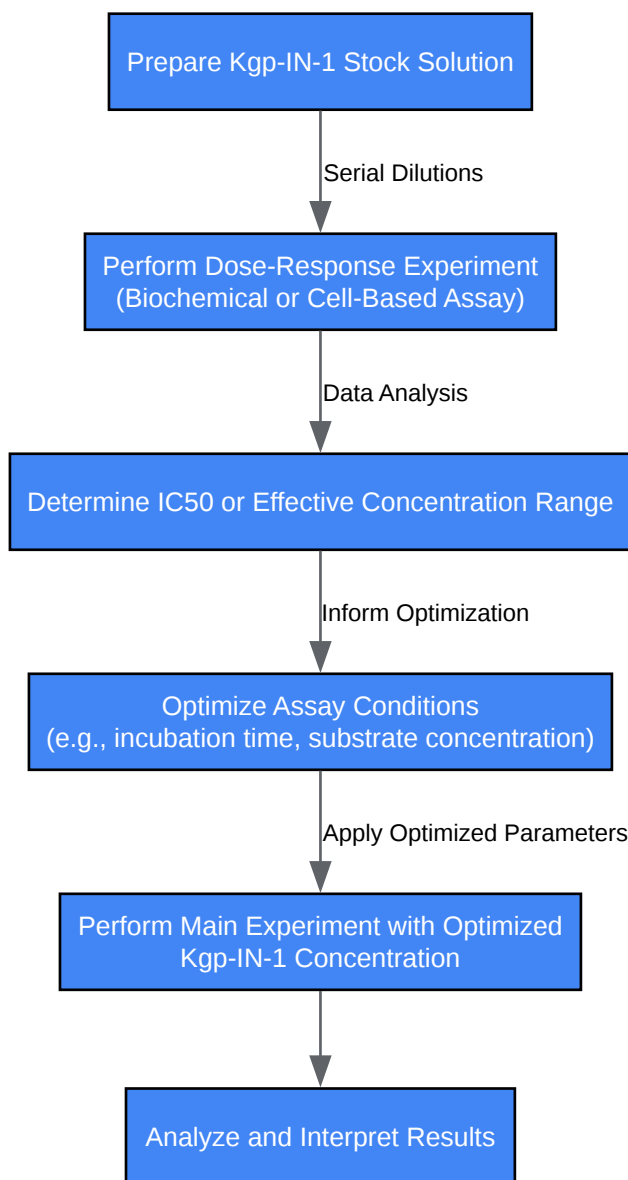 Prepare Kgp-IN-1 Stock Solution
Serial Dilutions
Perform Dose-Response Experiment
(Biochemical or Cell-Based Assay)
Data Analysis
Determine IC50 or Effective Concentration Range
Inform Optimization
Optimize Assay Conditions
(e.g., incubation time, substrate concentration)
Apply Optimized Parameters
Perform Main Experiment with Optimized
Kgp-IN-1 Concentration
Analyze and Interpret Results